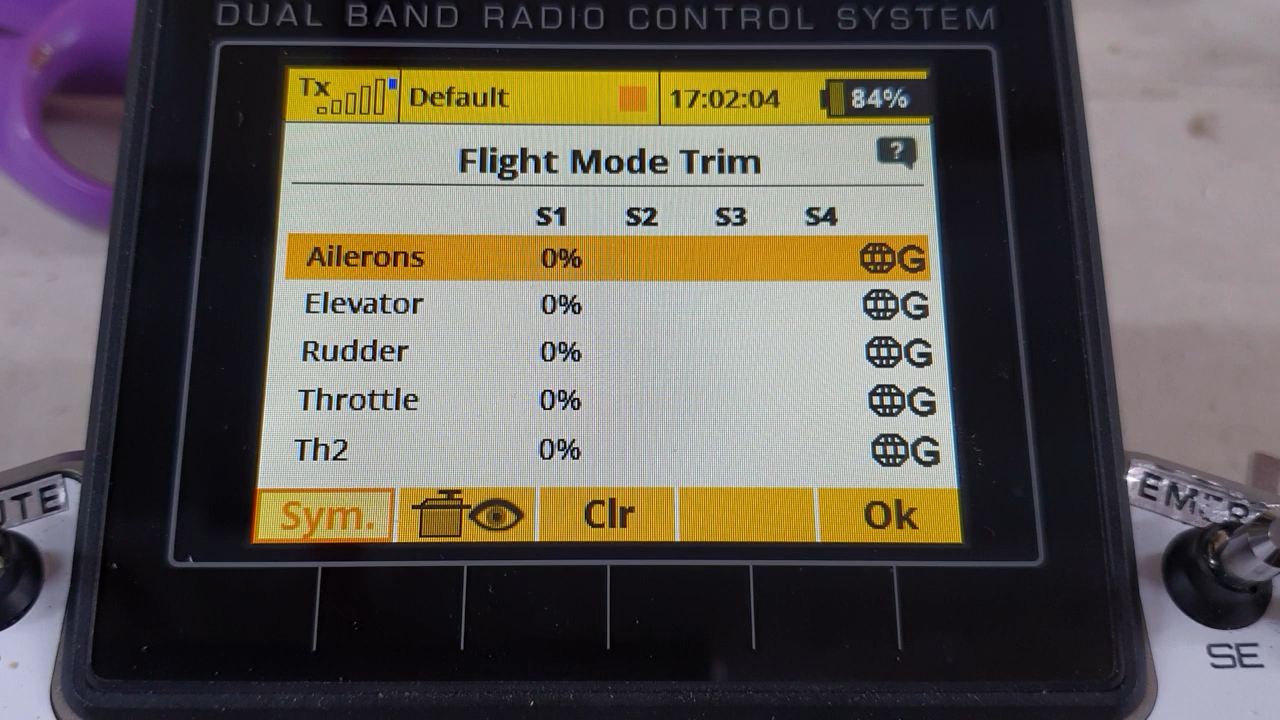 DUAL BAND RADIO CONTROL SYSTEM
Tx Default 17:02:04 84%
Flight Mode Trim ?
S1 S2 S3 S4
Ailerons 0% G
Elevator 0% G
Rudder 0% G
Throttle 0% G
Th2 0% G
Sym. Clr Ok
SE